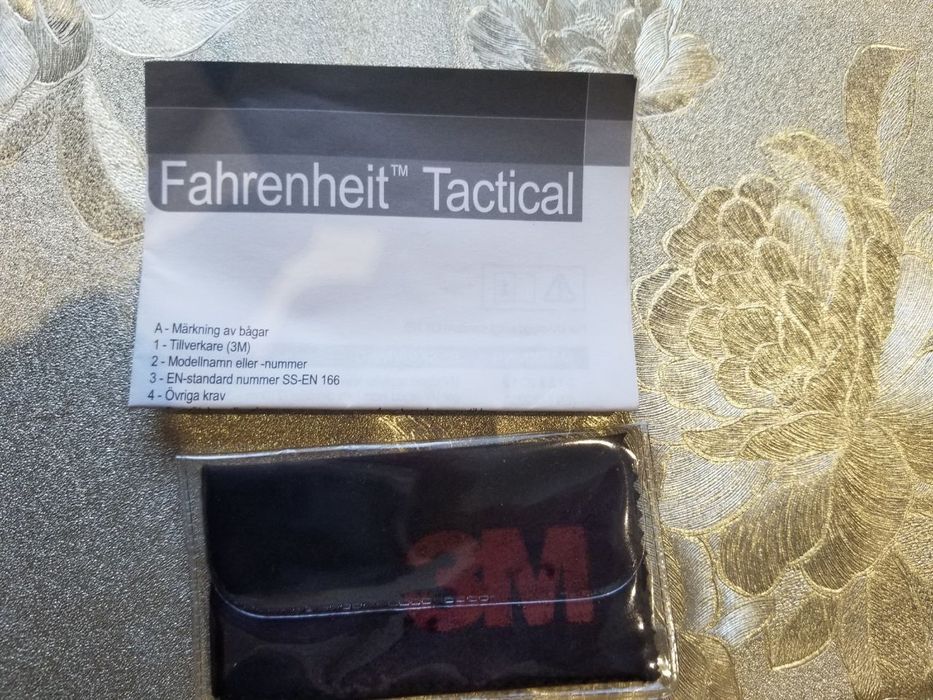 Fahrenheit™ Tactical
A - Märkning av bågar
1 - Tillverkare (3M)
2 - Modellnamn eller -nummer
3 - EN-standard nummer SS-EN 166
4 - Övriga krav
3M